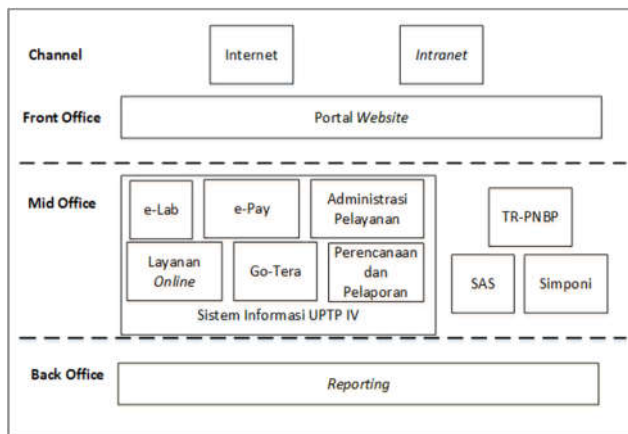 Channel
Internet
Intranet
Front Office
Portal Website
Mid Office
e-Lab
e-Pay
Administrasi
Pelayanan
TR-PNBP
Layanan
Online
Go-Tera
Perencanaan
dan
Pelaporan
SAS
Simponi
Sistem Informasi UPTP IV
Back Office
Reporting